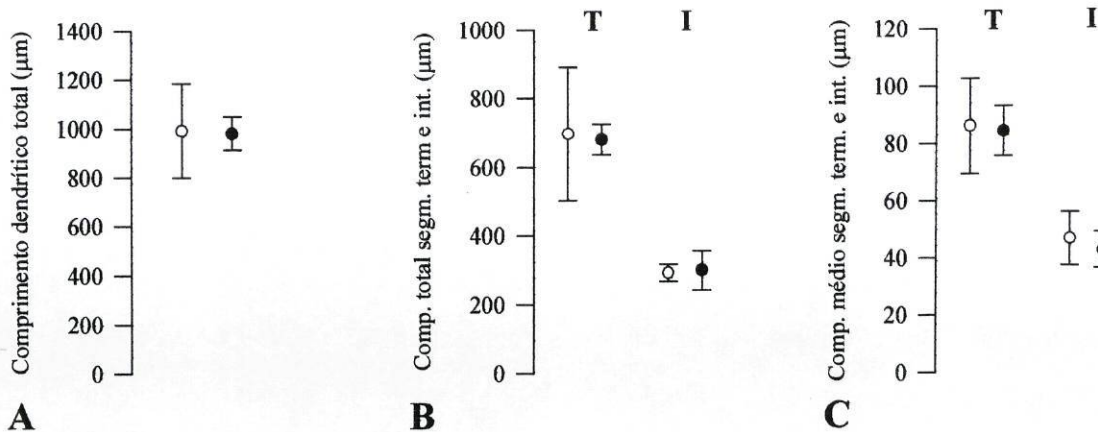 Comprimento dendrítico total (μm)
1400
1200
1000
800
600
400
200
0
A
Comp. total segm. term e int. (μm)
T I
1000
800
600
400
200
0
B
Comp. médio segm. term. e int. (μm)
T I
120
100
80
60
40
20
0
C